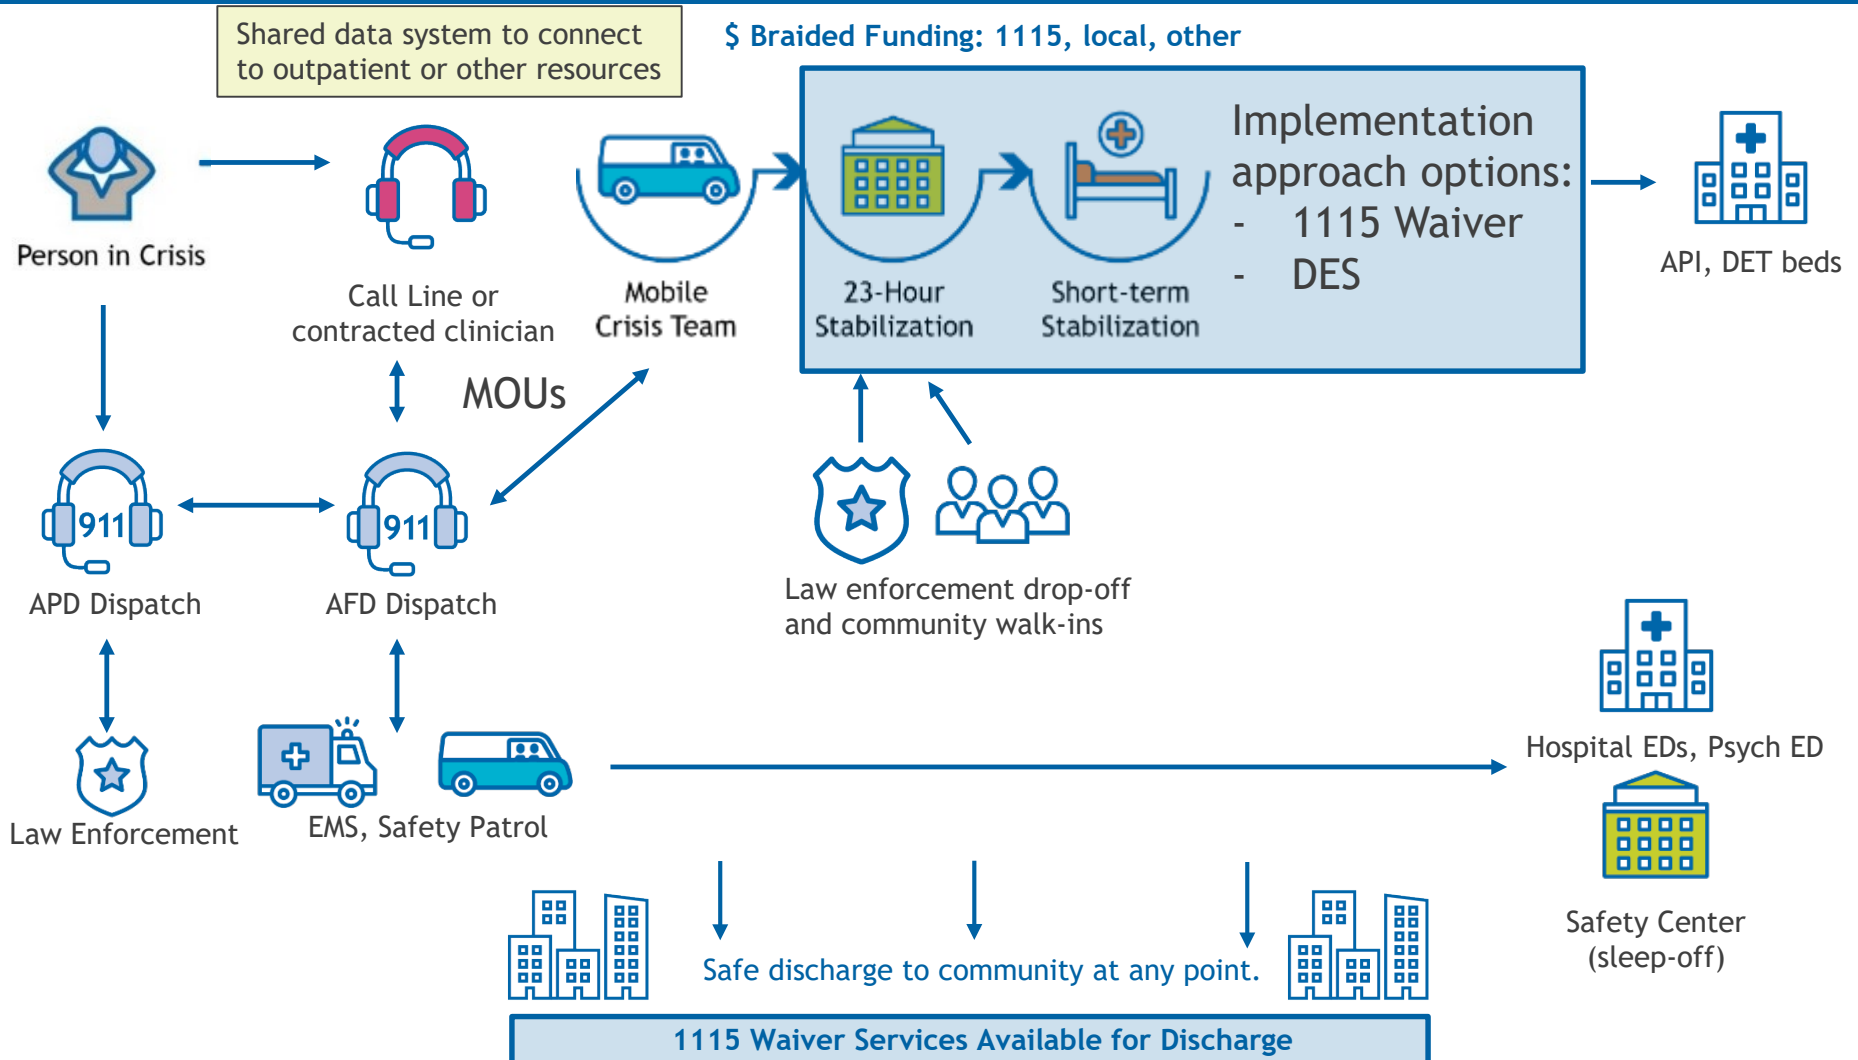 Shared data system to connect
to outpatient or other resources
$ Braided Funding: 1115, local, other
Person in Crisis
Call Line or
contracted clinician
Mobile
Crisis Team
23-Hour
Stabilization
Short-term
Stabilization
Implementation
approach options:
- 1115 Waiver
- DES
API, DET beds
MOUs
911
APD Dispatch
911
AFD Dispatch
Law enforcement drop-off
and community walk-ins
Law Enforcement
EMS, Safety Patrol
Hospital EDs, Psych ED
Safety Center
(sleep-off)
Safe discharge to community at any point.
1115 Waiver Services Available for Discharge